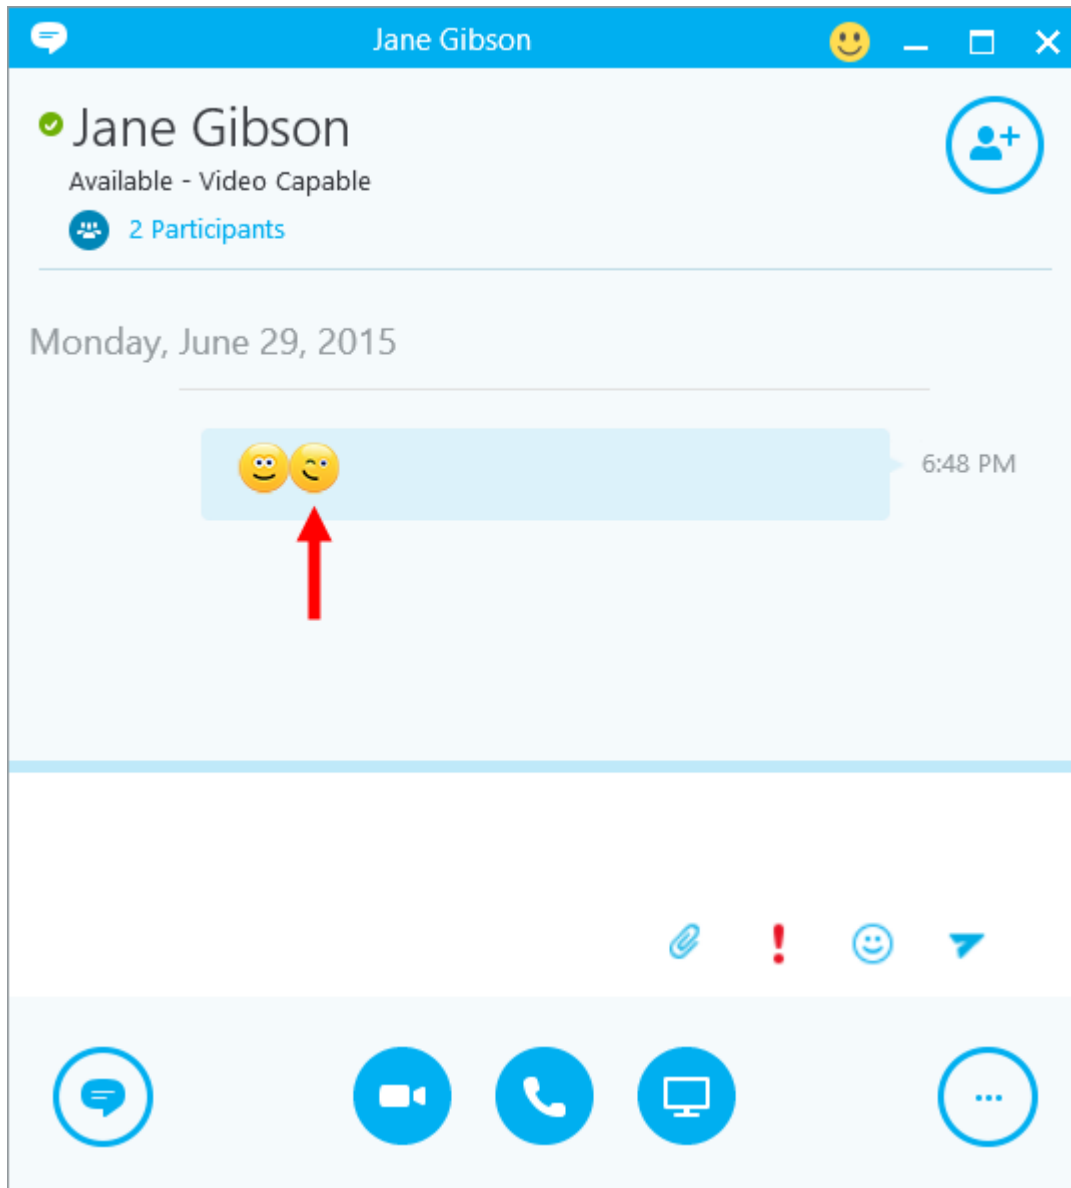 Jane Gibson
Jane Gibson
Available - Video Capable
2 Participants
Monday, June 29, 2015
6:48 PM